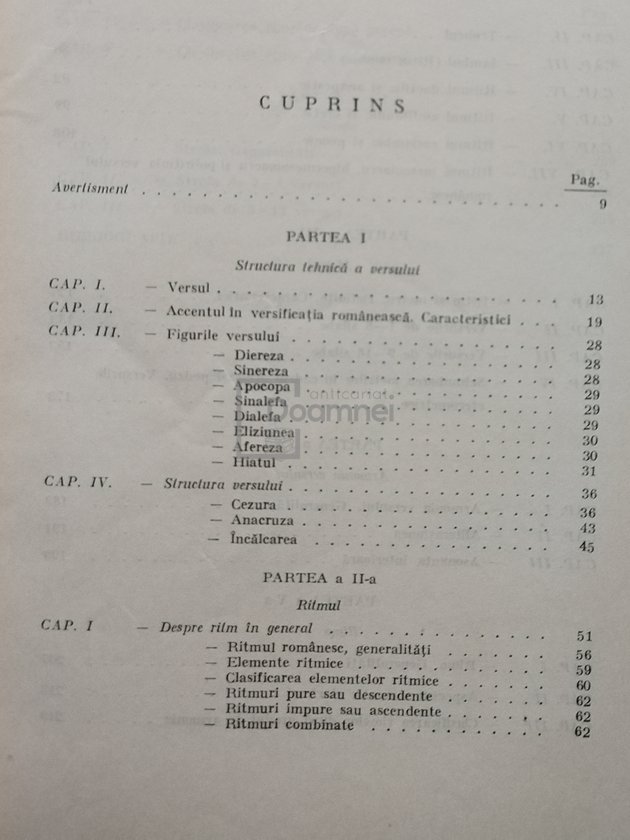 CUPRINS
Pag.
Avertisment . . . . . . . . . . . . . . . . . . . . . . . . . . . 9
PARTEA I
Structura tehnică a versului
CAP. I. — Versul . . . . . . . . . . . . . . . . . . . . . . 13
CAP. II. — Accentul în versificația românească. Caracteristici . . . 19
CAP. III. — Figurile versului . . . . . . . . . . . . . . . . . 28
— Diereza . . . . . . . . . . . . . . . . . 28
— Sinereza . . . . . . . . . . . . . . . . . 28
— Apocopa . . . . . . . . . . . . . . . . . 29
— Sinalefa . . . . . . . . . . . . . . . . . 29
— Dialefa . . . . . . . . . . . . . . . . . 29
— Eliziunea . . . . . . . . . . . . . . . . . 30
— Afereza . . . . . . . . . . . . . . . . . 30
— Hiatul . . . . . . . . . . . . . . . . . 31
CAP. IV. — Structura versului . . . . . . . . . . . . . . . . . 36
— Cezura . . . . . . . . . . . . . . . . . 36
— Anacruza . . . . . . . . . . . . . . . . . 43
— Încălcarea . . . . . . . . . . . . . . . . 45
PARTEA a II-a
Ritmul
CAP. I — Despre ritm în general . . . . . . . . . . . . . . 51
— Ritmul românesc, generalități . . . . . . . 56
— Elemente ritmice . . . . . . . . . . . . 59
— Clasificarea elementelor ritmice . . . . . . . 60
— Ritmuri pure sau descendente . . . . . . . 62
— Ritmuri impure sau ascendente . . . . . . . 62
— Ritmuri combinate . . . . . . . . . . . 62